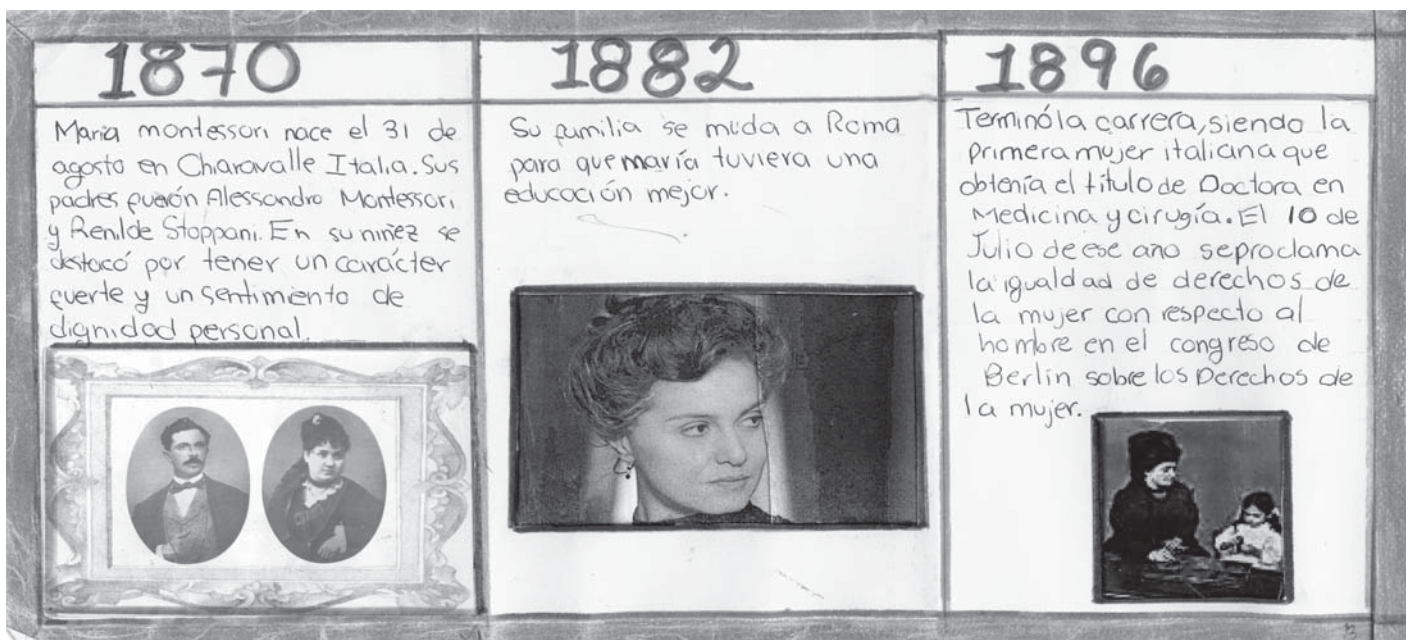 1870
Maria montessori nace el 31 de
agosto en Chiaravalle Italia. Sus
padres fuerón Alessandro Montessori
y Renilde Stoppani. En su niñez se
destacó por tener un carácter
fuerte y un sentimiento de
dignidad personal.
1882
Su familia se muda a Roma
para que maría tuviera una
educación mejor.
1896
Terminó la carrera, siendo la
primera mujer italiana que
obtenía el título de Doctora en
Medicina y cirugía. El 10 de
Julio de ese año se proclama
la igualdad de derechos de
la mujer con respecto al
hombre en el congreso de
Berlín sobre los Derechos de
la mujer.